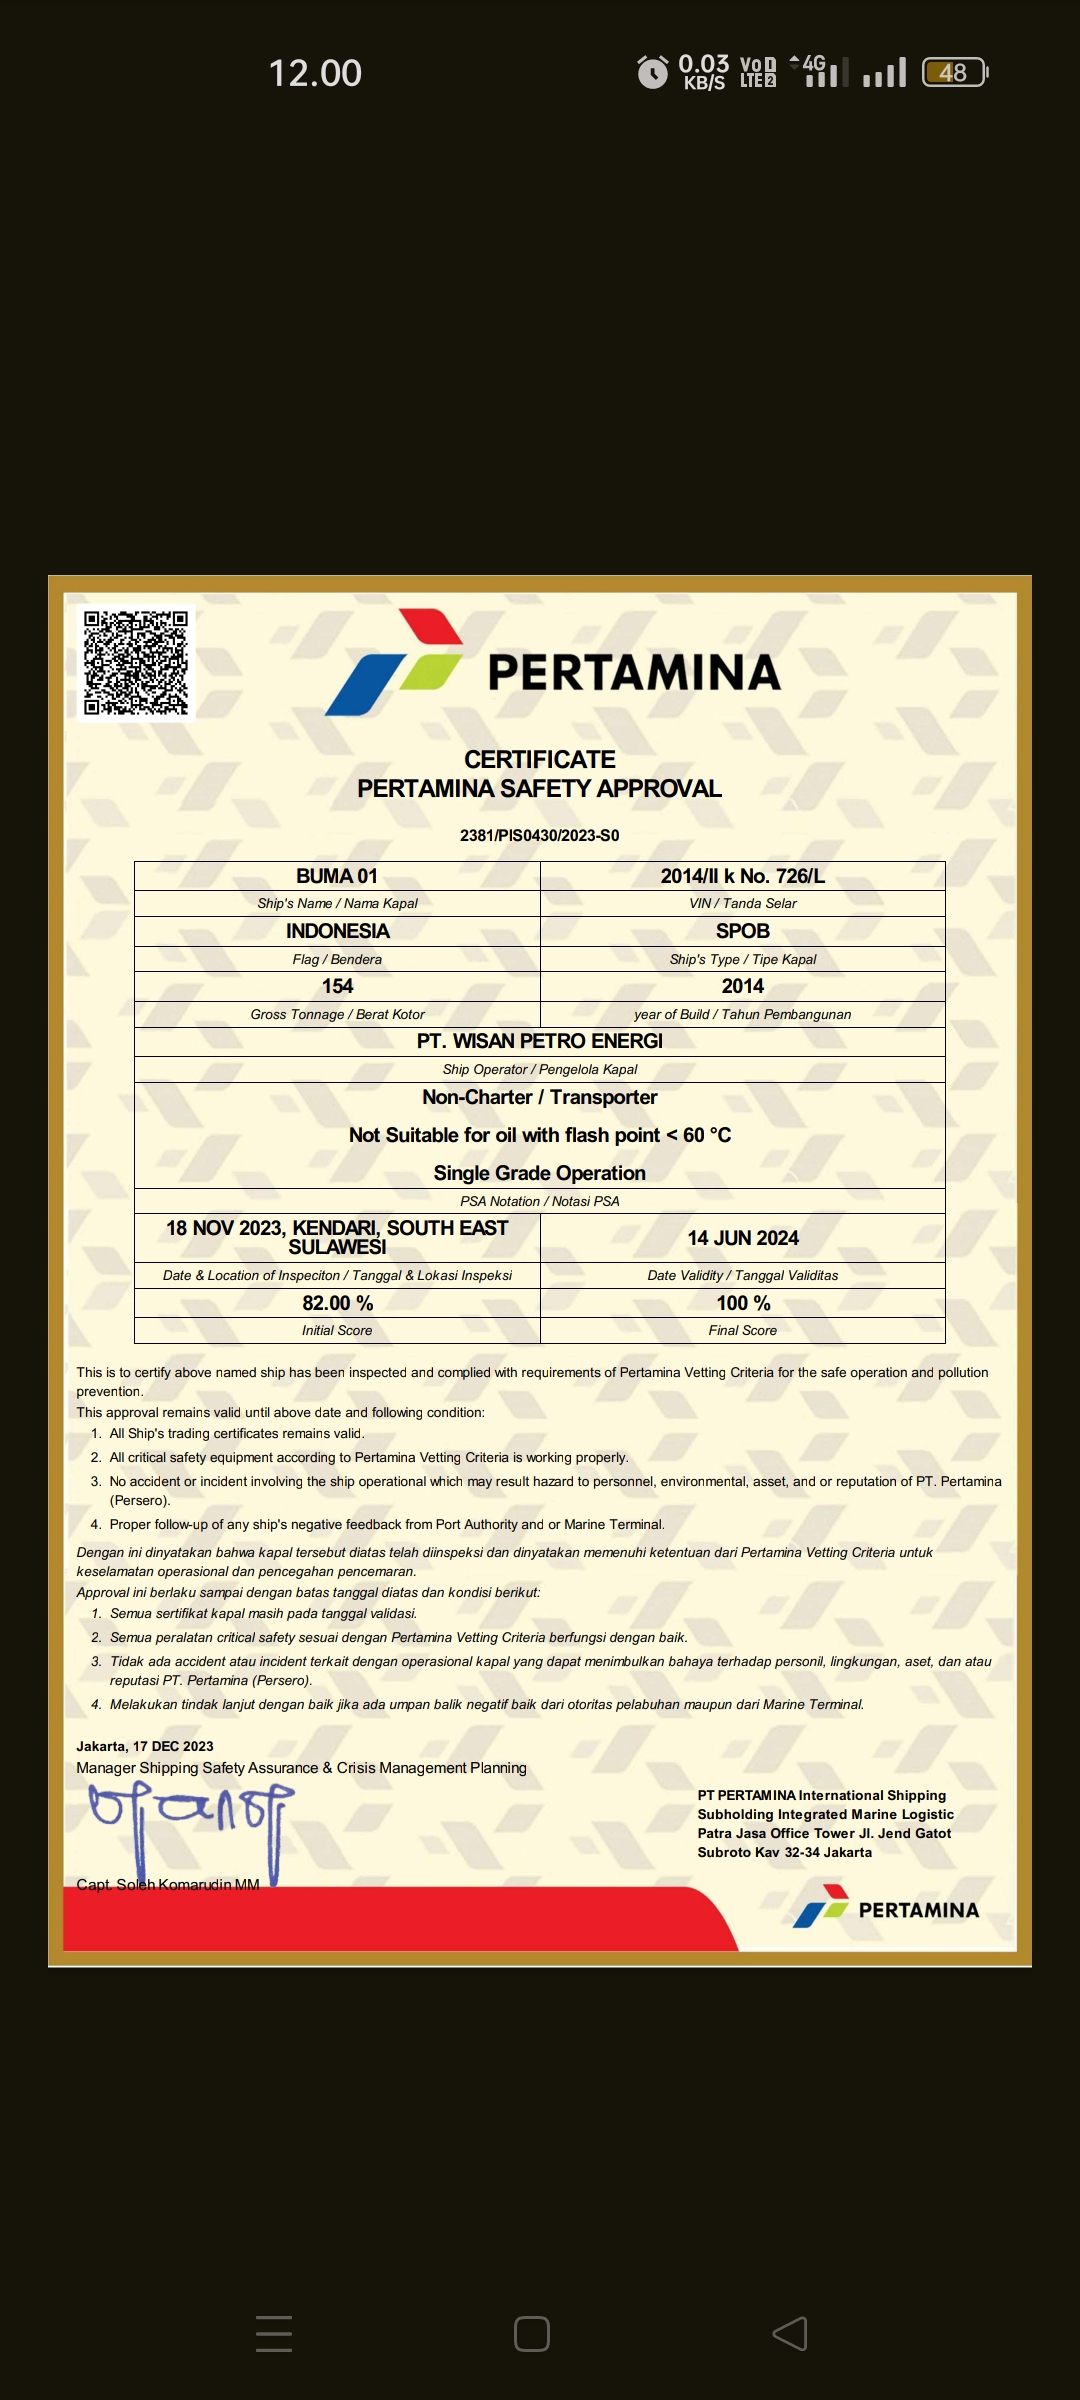 12.00
0.03 KB/S
Vo LTE 2
4G
48
PERTAMINA
CERTIFICATE
PERTAMINA SAFETY APPROVAL
2381/PIS0430/2023-S0
BUMA 01
2014/II k No. 726/L
Ship's Name / Nama Kapal
VIN / Tanda Selar
INDONESIA
SPOB
Flag / Bendera
Ship's Type / Tipe Kapal
154
2014
Gross Tonnage / Berat Kotor
year of Build / Tahun Pembangunan
PT. WISAN PETRO ENERGI
Ship Operator / Pengelola Kapal
Non-Charter / Transporter
Not Suitable for oil with flash point < 60 °C
Single Grade Operation
PSA Notation / Notasi PSA
18 NOV 2023, KENDARI, SOUTH EAST
SULAWESI
14 JUN 2024
Date & Location of Inspeciton / Tanggal & Lokasi Inspeksi
Date Validity / Tanggal Validitas
82.00 %
100 %
Initial Score
Final Score
This is to certify above named ship has been inspected and complied with requirements of Pertamina Vetting Criteria for the safe operation and pollution
prevention.
This approval remains valid until above date and following condition:
1. All Ship's trading certificates remains valid.
2. All critical safety equipment according to Pertamina Vetting Criteria is working properly.
3. No accident or incident involving the ship operational which may result hazard to personnel, environmental, asset, and or reputation of PT. Pertamina
(Persero).
4. Proper follow-up of any ship's negative feedback from Port Authority and or Marine Terminal.
Dengan ini dinyatakan bahwa kapal tersebut diatas telah diinspeksi dan dinyatakan memenuhi ketentuan dari Pertamina Vetting Criteria untuk
keselamatan operasional dan pencegahan pencemaran.
Approval ini berlaku sampai dengan batas tanggal diatas dan kondisi berikut:
1. Semua sertifikat kapal masih pada tanggal validasi.
2. Semua peralatan critical safety sesuai dengan Pertamina Vetting Criteria berfungsi dengan baik.
3. Tidak ada accident atau incident terkait dengan operasional kapal yang dapat menimbulkan bahaya terhadap personil, lingkungan, aset, dan atau
reputasi PT. Pertamina (Persero).
4. Melakukan tindak lanjut dengan baik jika ada umpan balik negatif baik dari otoritas pelabuhan maupun dari Marine Terminal.
Jakarta, 17 DEC 2023
Manager Shipping Safety Assurance & Crisis Management Planning
Capt. Soleh Komarudin MM
PT PERTAMINA International Shipping
Subholding Integrated Marine Logistic
Patra Jasa Office Tower Jl. Jend Gatot
Subroto Kav 32-34 Jakarta
PERTAMINA